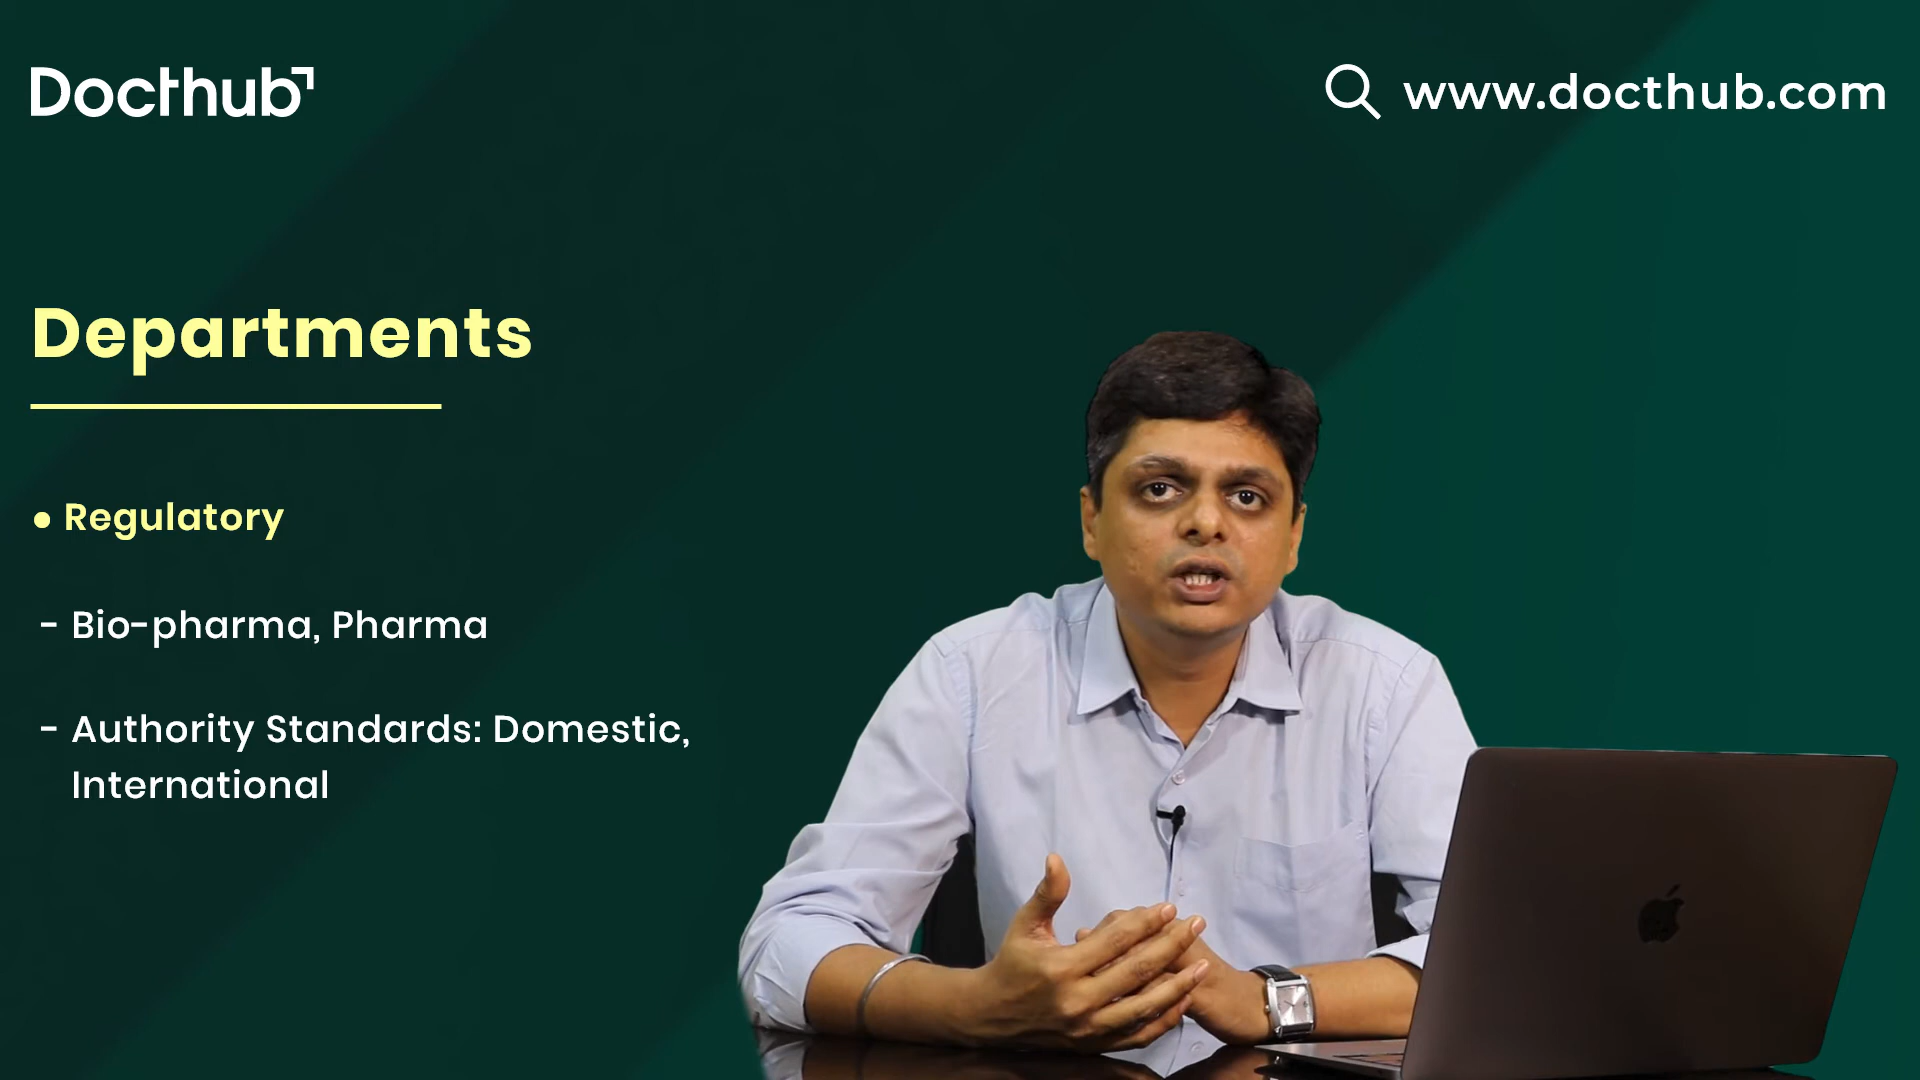 Docthub
www.docthub.com
Departments
• Regulatory
- Bio-pharma, Pharma
- Authority Standards: Domestic,
International